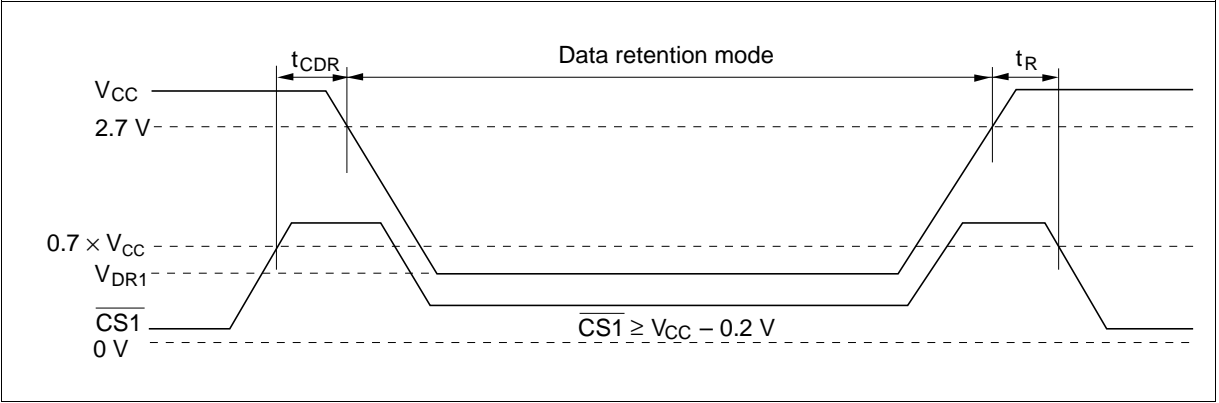 tCDR
Data retention mode
tR
VCC
2.7 V
0.7 × VCC
VDR1
CS1
CS1 ≥ VCC – 0.2 V
0 V